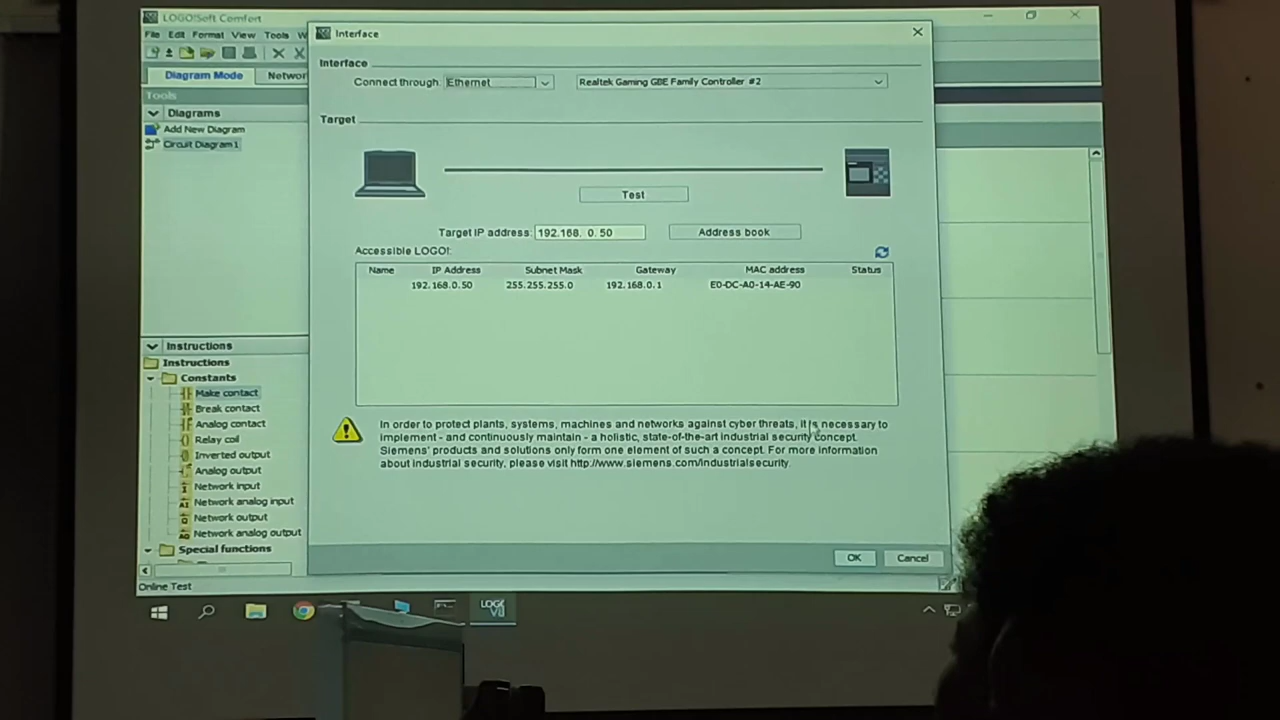 LOGO!Soft Comfort
File Edit Format View Tools W
Interface
Interface
Connect through: Ethernet
Realtek Gaming GBE Family Controller #2
Diagram Mode
Networ
Tools
Diagrams
Add New Diagram
Circuit Diagram1
Target
Test
Target IP address: 192.168. 0. 50
Address book
Accessible LOGO!:
Name IP Address Subnet Mask Gateway MAC address Status
192.168.0.50 255.255.255.0 192.168.0.1 E0-DC-A0-14-AE-90
Instructions
Instructions
Constants
Make contact
Break contact
Analog contact
Relay coil
Inverted output
Analog output
Network input
Network analog input
Network output
Network analog output
Special functions
In order to protect plants, systems, machines and networks against cyber threats, it is necessary to
implement - and continuously maintain - a holistic, state-of-the-art industrial security concept.
Siemens' products and solutions only form one element of such a concept. For more information
about industrial security, please visit http://www.siemens.com/industrialsecurity.
OK
Cancel
Online Test